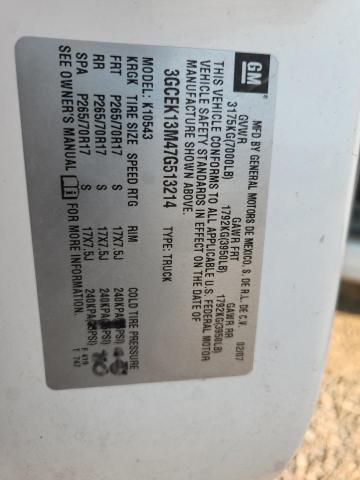 GM
MFD BY GENERAL MOTORS DE MEXICO, S. DE R.L. DE C.V.
02/07
GVWR GAWR FRT GAWR RR
3175KG(7000LB) 1792KG(3950LB) 1792KG(3950LB)
THIS VEHICLE CONFORMS TO ALL APPLICABLE U.S. FEDERAL MOTOR
VEHICLE SAFETY STANDARDS IN EFFECT ON THE DATE OF
MANUFACTURE SHOWN ABOVE.
3GCEK13M47G513214 TYPE: TRUCK
MODEL: K10543
KRGK TIRE SIZE SPEED RTG RIM COLD TIRE PRESSURE
FRT P265/70R17 S 17X7.5J 240KPA( PSI)
RR P265/70R17 S 17X7.5J 240KPA( PSI)
SPA P265/70R17 S 17X7.5J 240KPA( PSI)
SEE OWNER'S MANUAL FOR MORE INFORMATION.